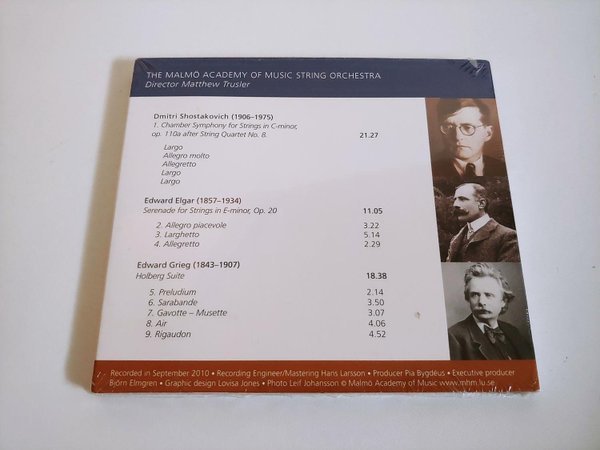 THE MALMÖ ACADEMY OF MUSIC STRING ORCHESTRA
Director Matthew Trusler
Dmitri Shostakovich (1906–1975)
1. Chamber Symphony for Strings in C-minor,
op. 110a after String Quartet No. 8. 21.27
Largo
Allegro molto
Allegretto
Largo
Largo
Edward Elgar (1857–1934)
Serenade for Strings in E-minor, Op. 20 11.05
2. Allegro piacevole 3.22
3. Larghetto 5.14
4. Allegretto 2.29
Edward Grieg (1843–1907)
Holberg Suite 18.38
5. Preludium 2.14
6. Sarabande 3.50
7. Gavotte – Musette 3.07
8. Air 4.06
9. Rigaudon 4.52
Recorded in September 2010 • Recording Engineer/Mastering Hans Larsson • Producer Pia Bygdéus • Executive producer
Björn Elmgren • Graphic design Lovisa Jones • Photo Leif Johansson © Malmö Academy of Music www.mhm.lu.se